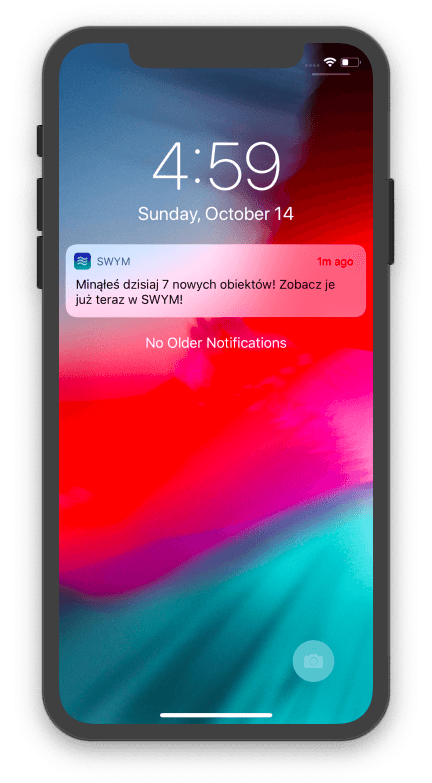 4:59
Sunday, October 14
SWYM 1m ago
Minąłeś dzisiaj 7 nowych obiektów! Zobacz je
już teraz w SWYM!
No Older Notifications